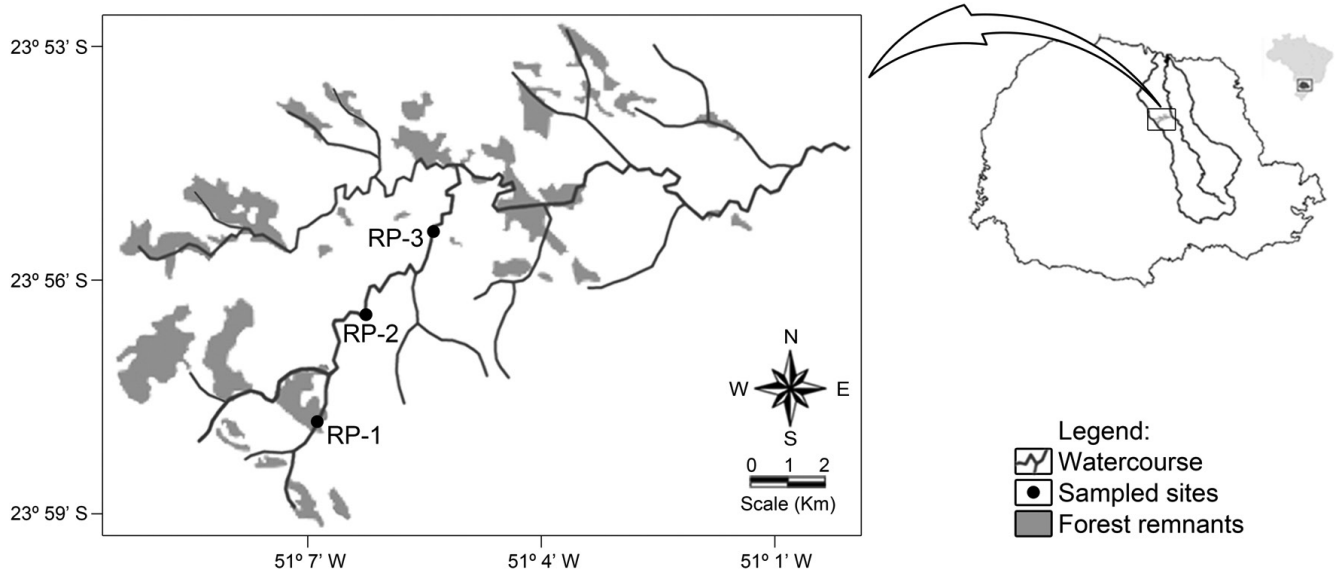 23º 53’ S
23º 56’ S
23º 59’ S
51º 7’ W
51º 4’ W
51º 1’ W
RP-3
RP-2
RP-1
N
W
E
S
0 1 2
Scale (Km)
Legend:
Watercourse
Sampled sites
Forest remnants